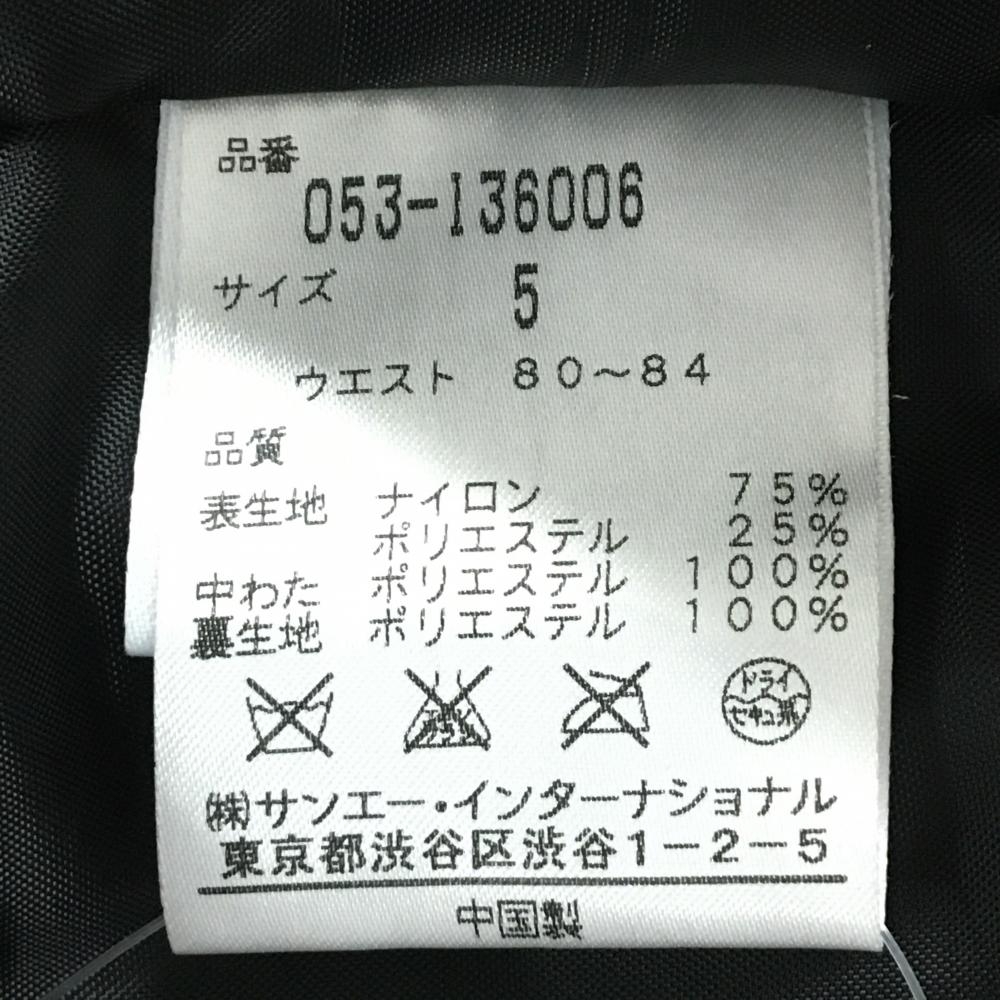 品番
053-136006
サイズ 5
ウエスト 80〜84
品質
表生地 ナイロン 75%
ポリエステル 25%
中わた ポリエステル 100%
裏生地 ポリエステル 100%
ドライ
セキユ系
㈱サンエー・インターナショナル
東京都渋谷区渋谷1-2-5
中国製